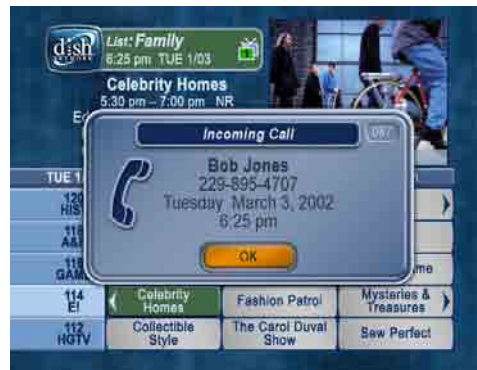 dish
NETWORK
List: Family
6:25 pm TUE 1/03
Celebrity Homes
5:30 pm – 7:00 pm NR
Incoming Call
Bob Jones
229-895-4707
Tuesday March 3, 2002
6:25 pm
OK
TUE 1
120
HIS
118
A&E
116
GAM
114
E!
Celebrity
Homes
Fashion Patrol
Mysteries &
Treasures
112
HGTV
Collectible
Style
The Carol Duval
Show
Sew Perfect